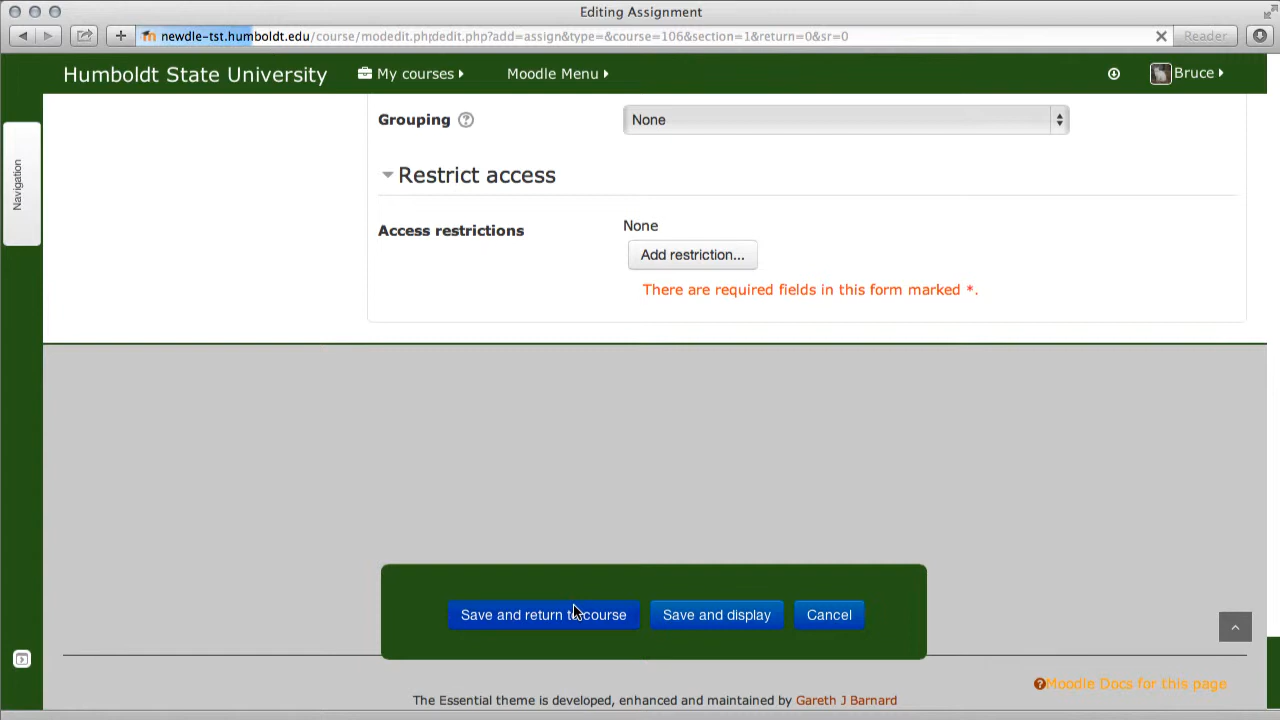 Editing Assignment
newdle-tst.humboldt.edu/course/modedit.php
dedit.php?add=assign&type=&course=106&section=1&return=0&sr=0
Reader
Humboldt State University
My courses
Moodle Menu
Bruce
Navigation
Grouping
None
Restrict access
Access restrictions
None
Add restriction...
There are required fields in this form marked *.
Save and return to course
Save and display
Cancel
Moodle Docs for this page
The Essential theme is developed, enhanced and maintained by Gareth J Barnard